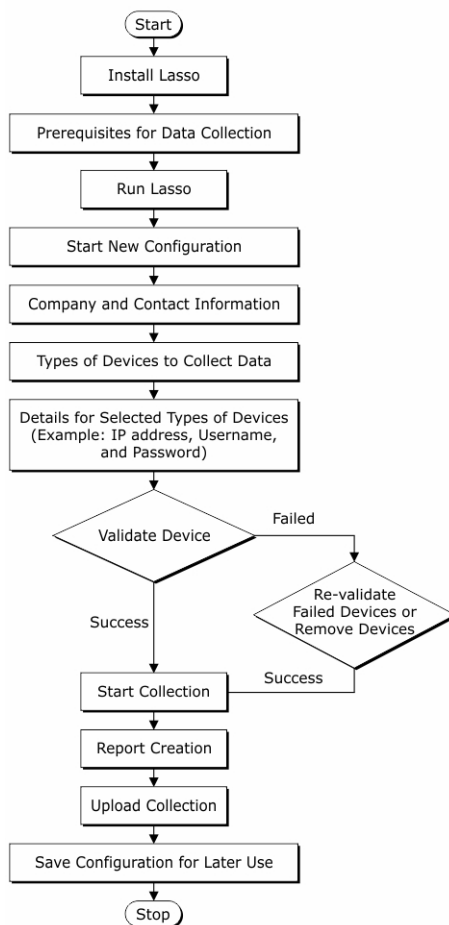 Start
Install Lasso
Prerequisites for Data Collection
Run Lasso
Start New Configuration
Company and Contact Information
Types of Devices to Collect Data
Details for Selected Types of Devices
(Example: IP address, Username,
and Password)
Validate Device
Failed
Re-validate
Failed Devices or
Remove Devices
Success
Success
Start Collection
Report Creation
Upload Collection
Save Configuration for Later Use
Stop